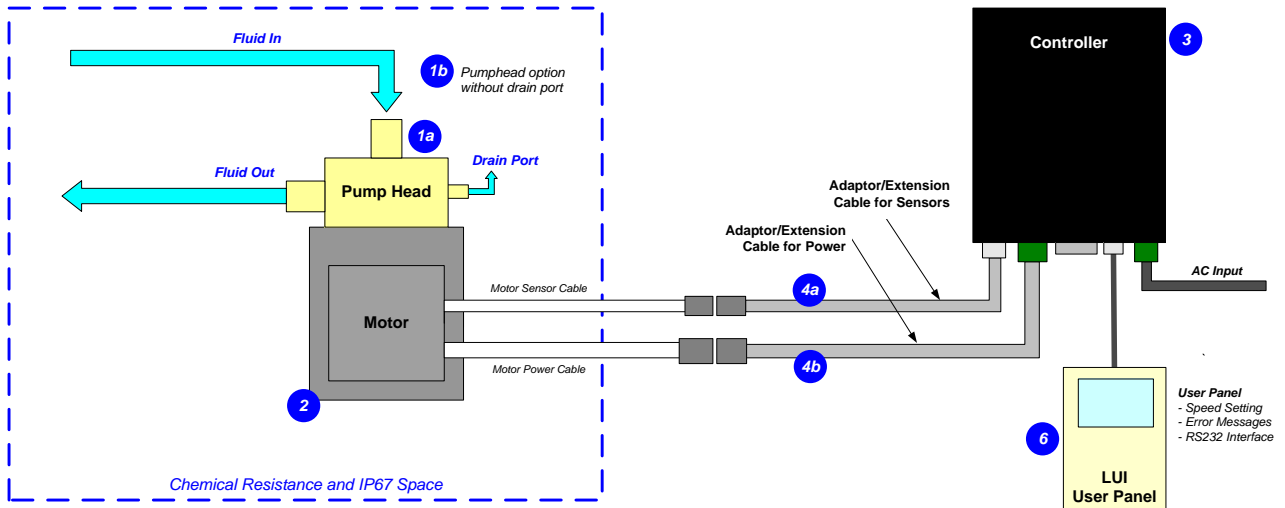 Fluid In
1b
Pumphead option
without drain port
1a
Drain Port
Fluid Out
Pump Head
Motor
2
Motor Sensor Cable
Motor Power Cable
Chemical Resistance and IP67 Space
Controller
3
Adaptor/Extension
Cable for Sensors
Adaptor/Extension
Cable for Power
AC Input
4a
4b
6
User Panel
- Speed Setting
- Error Messages
- RS232 Interface
LUI
User Panel